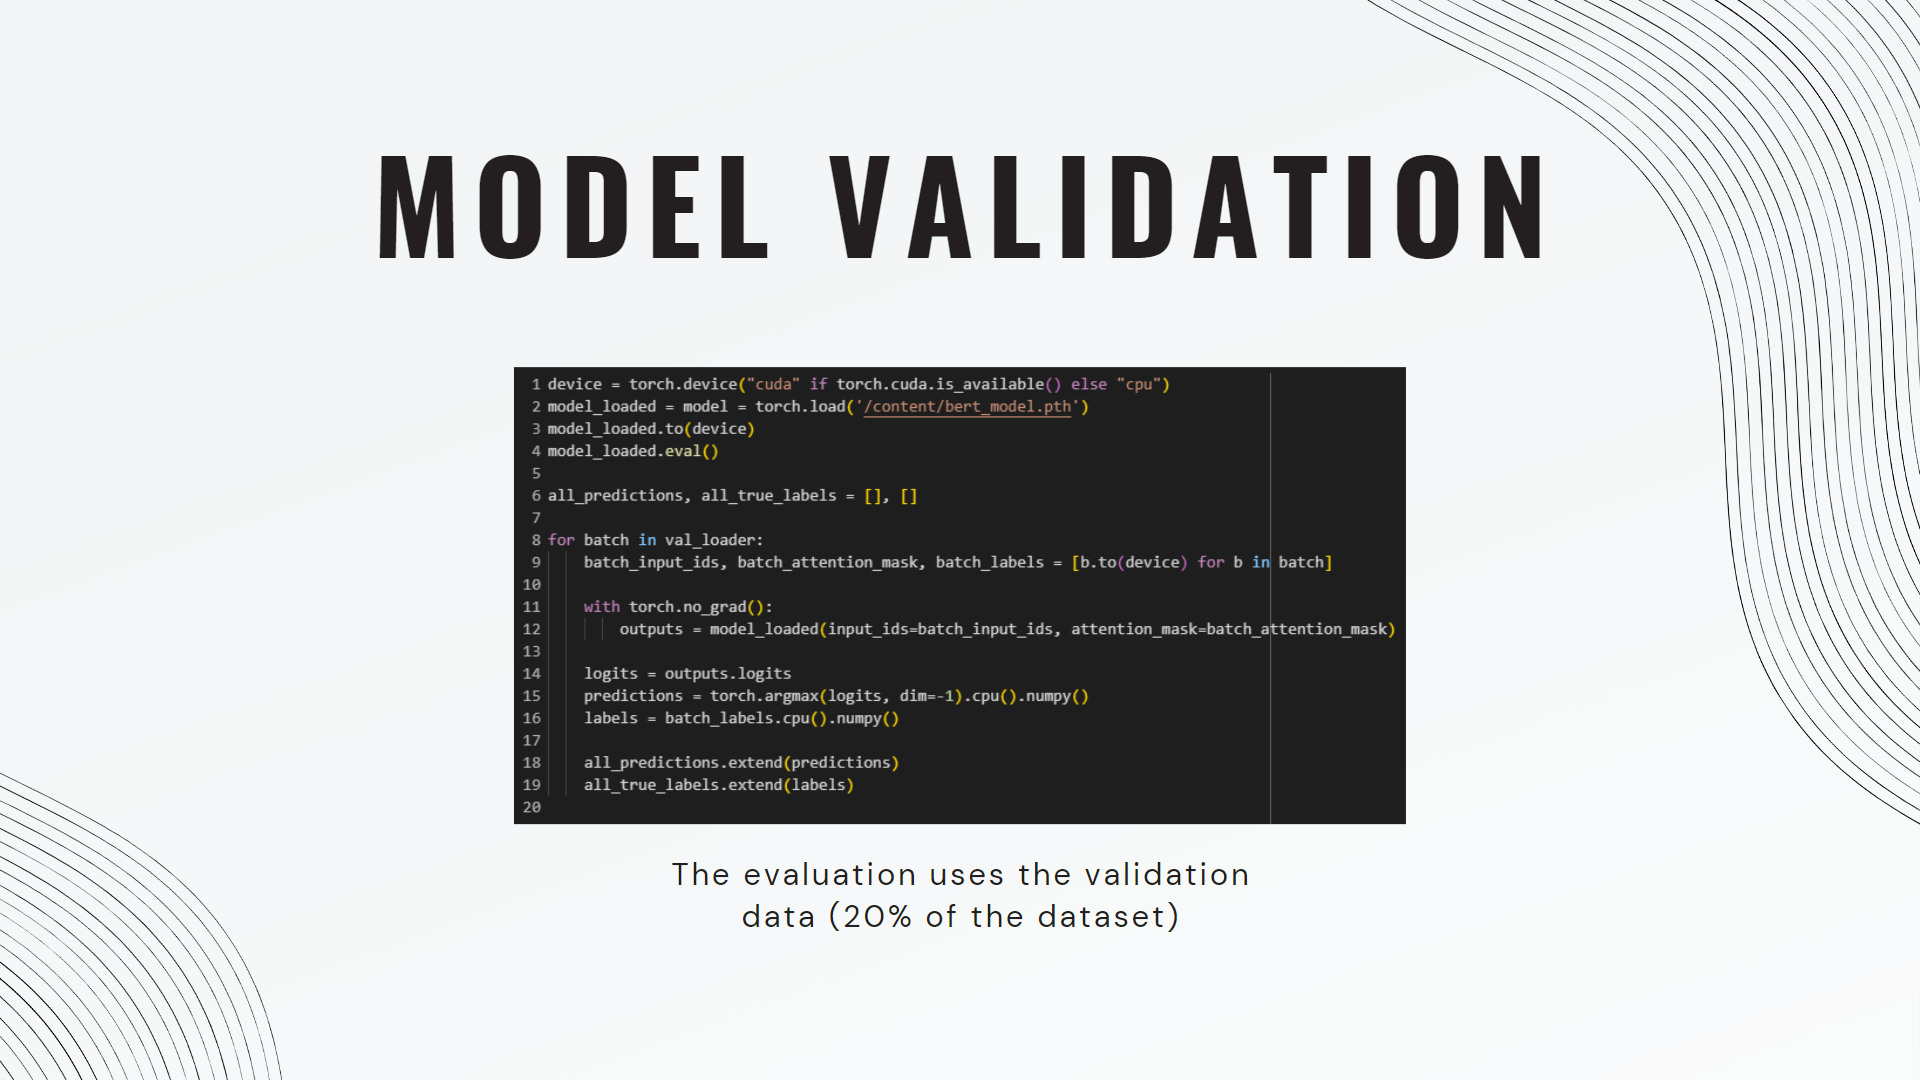 MODEL VALIDATION
1 device = torch.device("cuda" if torch.cuda.is_available() else "cpu")
2 model_loaded = model = torch.load('/content/bert_model.pth')
3 model_loaded.to(device)
4 model_loaded.eval()
5
6 all_predictions, all_true_labels = [], []
7
8 for batch in val_loader:
9     batch_input_ids, batch_attention_mask, batch_labels = [b.to(device) for b in batch]
10
11     with torch.no_grad():
12         outputs = model_loaded(input_ids=batch_input_ids, attention_mask=batch_attention_mask)
13
14     logits = outputs.logits
15     predictions = torch.argmax(logits, dim=-1).cpu().numpy()
16     labels = batch_labels.cpu().numpy()
17
18     all_predictions.extend(predictions)
19     all_true_labels.extend(labels)
20
The evaluation uses the validation
data (20% of the dataset)